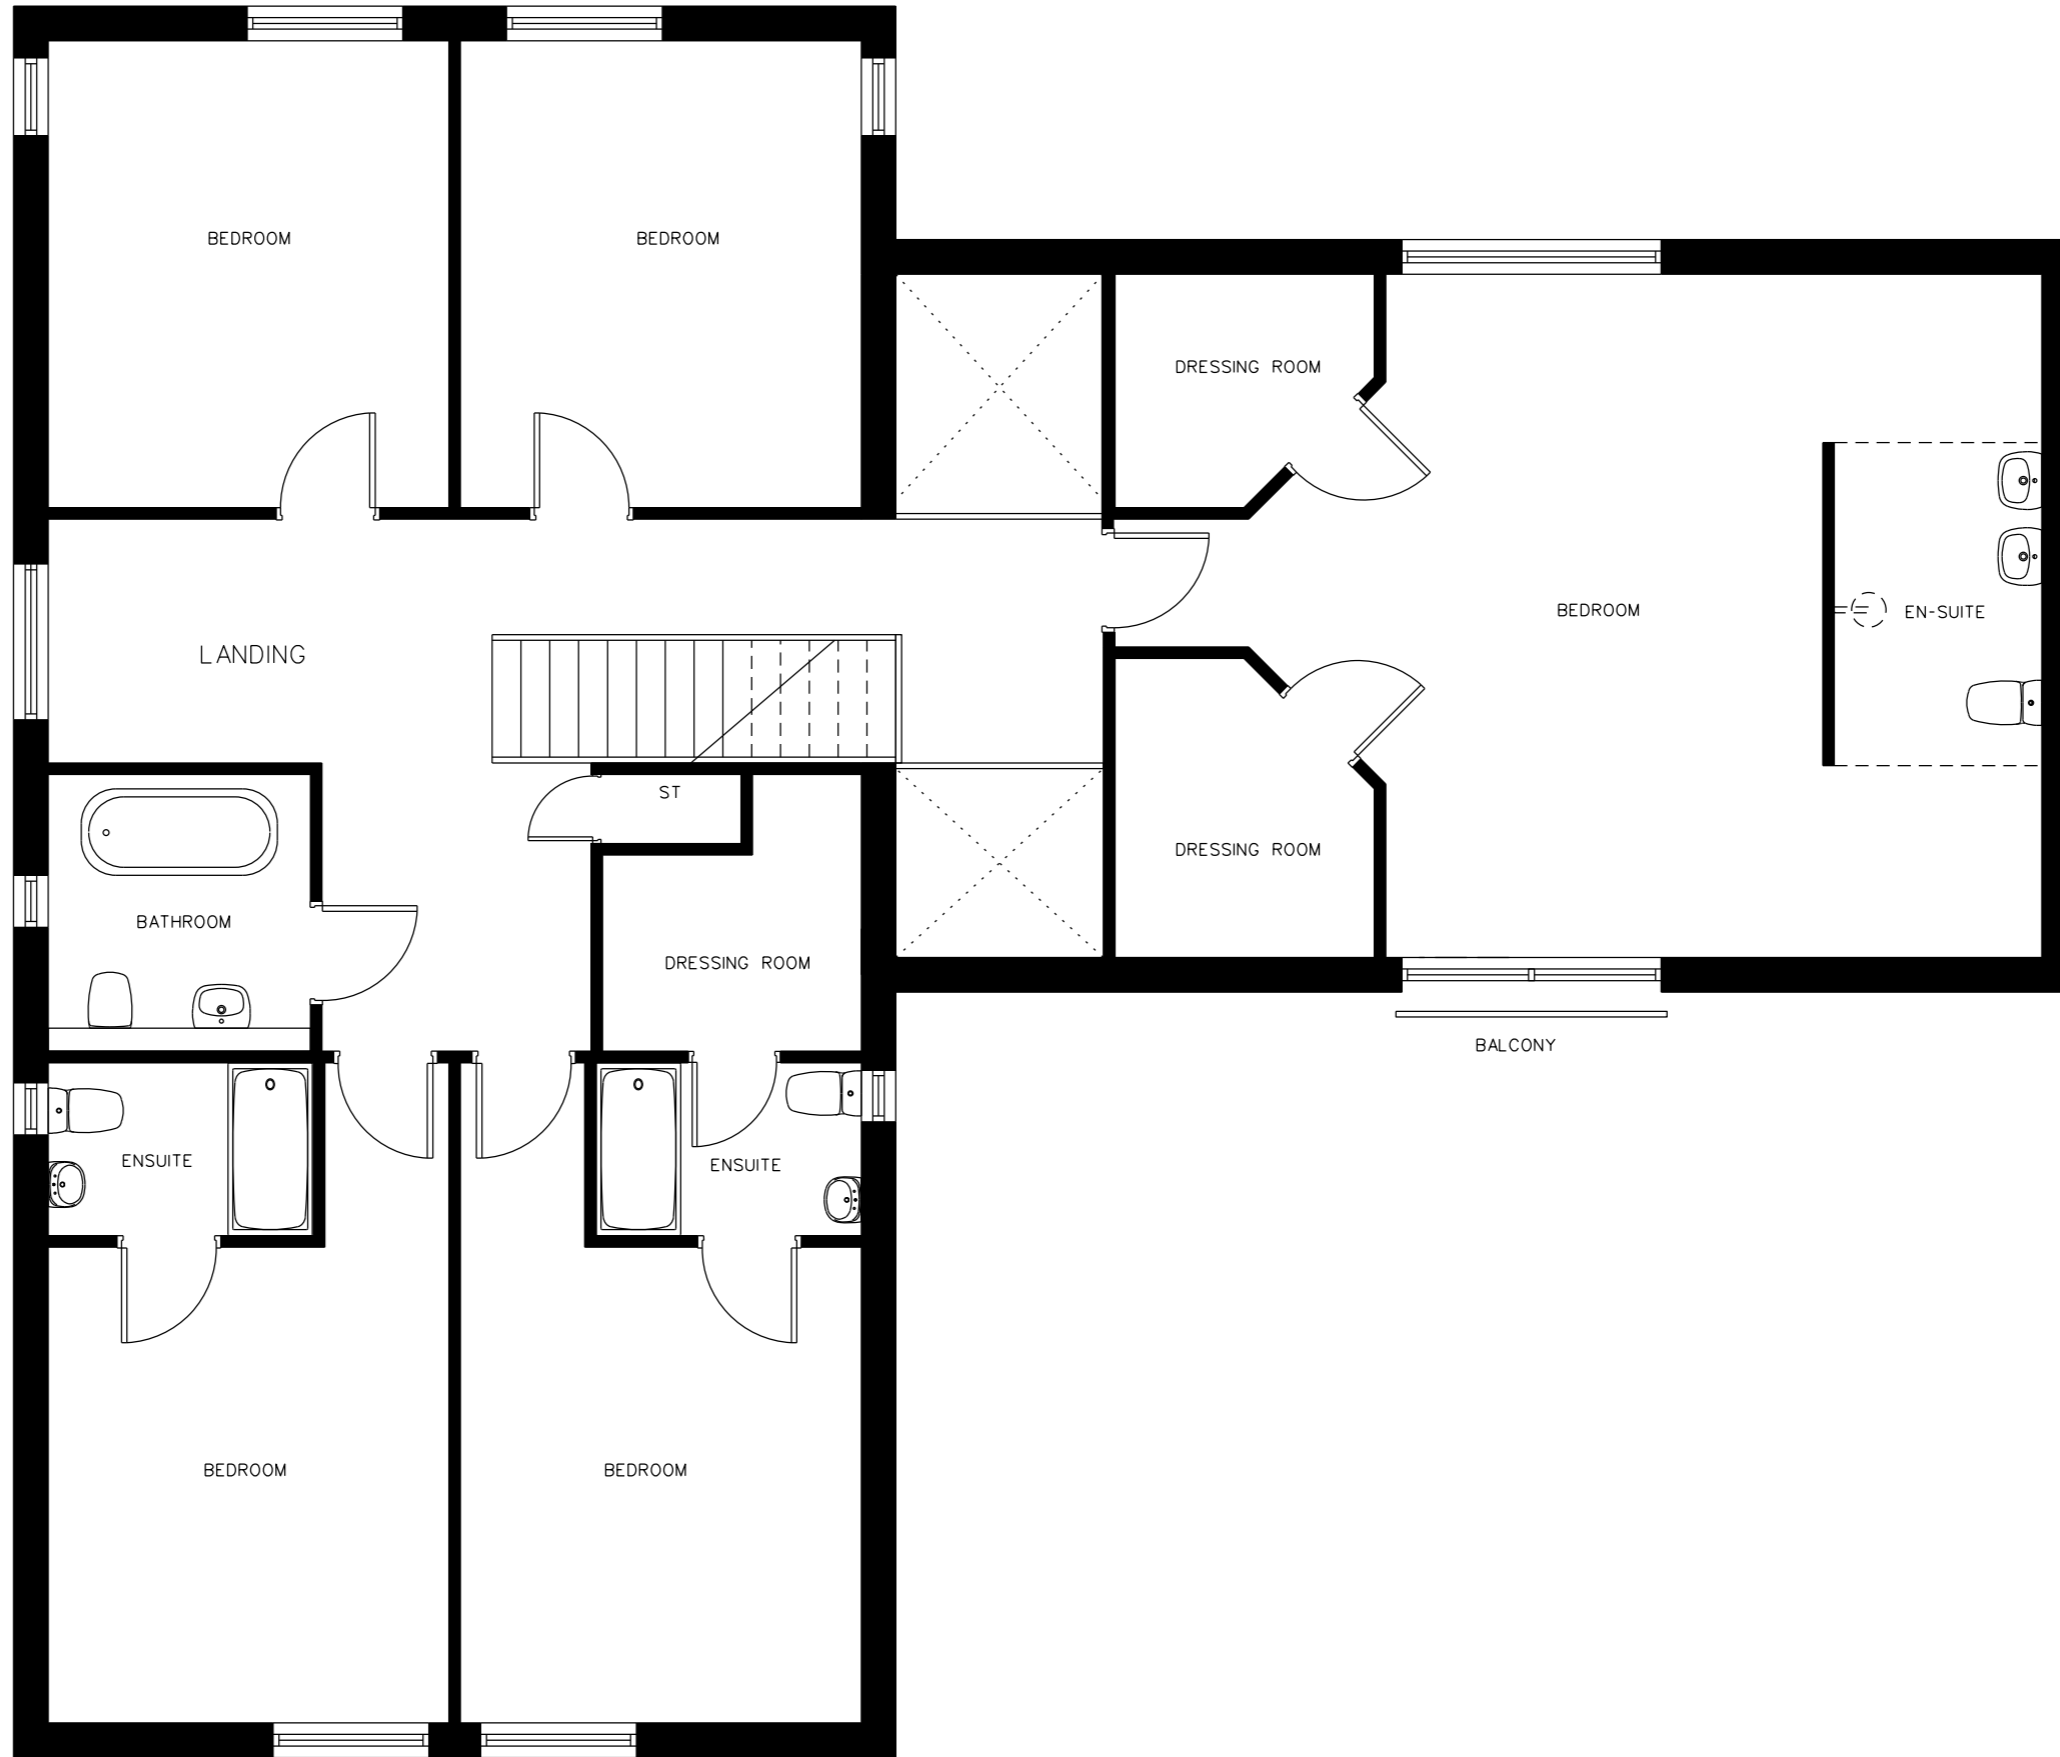 BEDROOM
BEDROOM
DRESSING ROOM
BEDROOM
EN-SUITE
LANDING
ST
DRESSING ROOM
BATHROOM
DRESSING ROOM
BALCONY
ENSUITE
ENSUITE
BEDROOM
BEDROOM